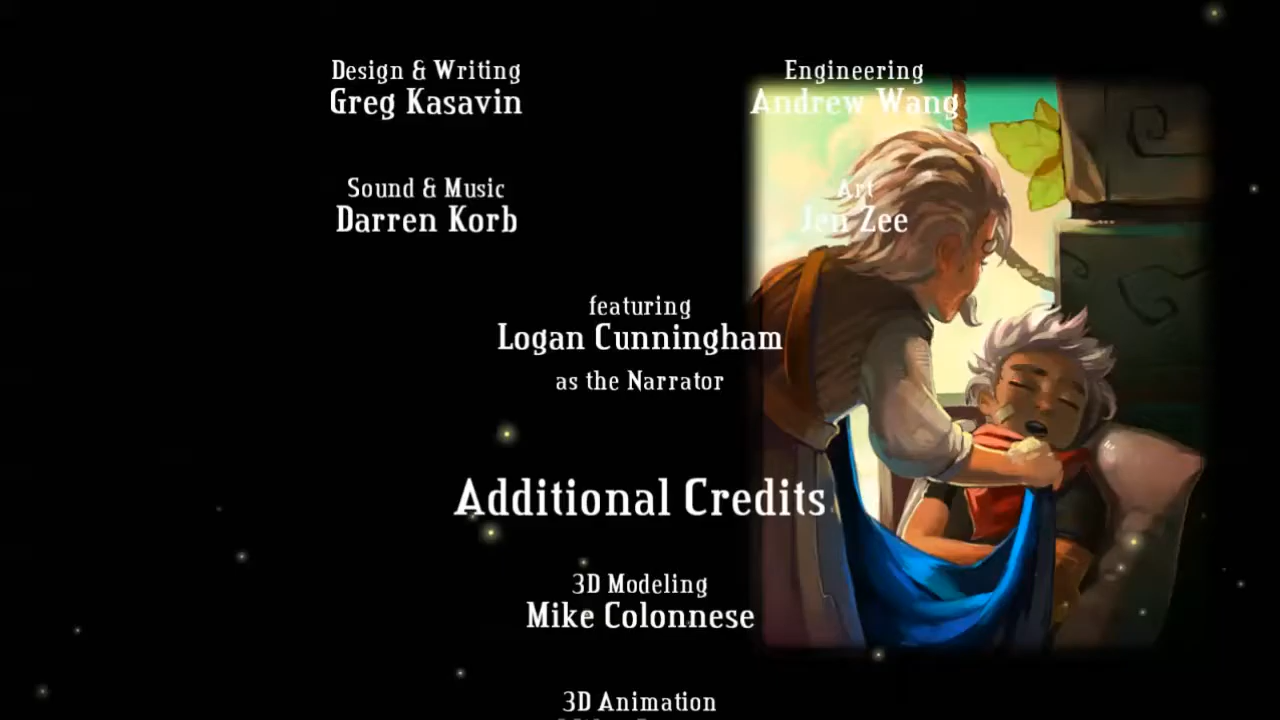 Design & Writing
Greg Kasavin
Engineering
Andrew Wang
Sound & Music
Darren Korb
Art
Jen Zee
featuring
Logan Cunningham
as the Narrator
Additional Credits
3D Modeling
Mike Colonnese
3D Animation